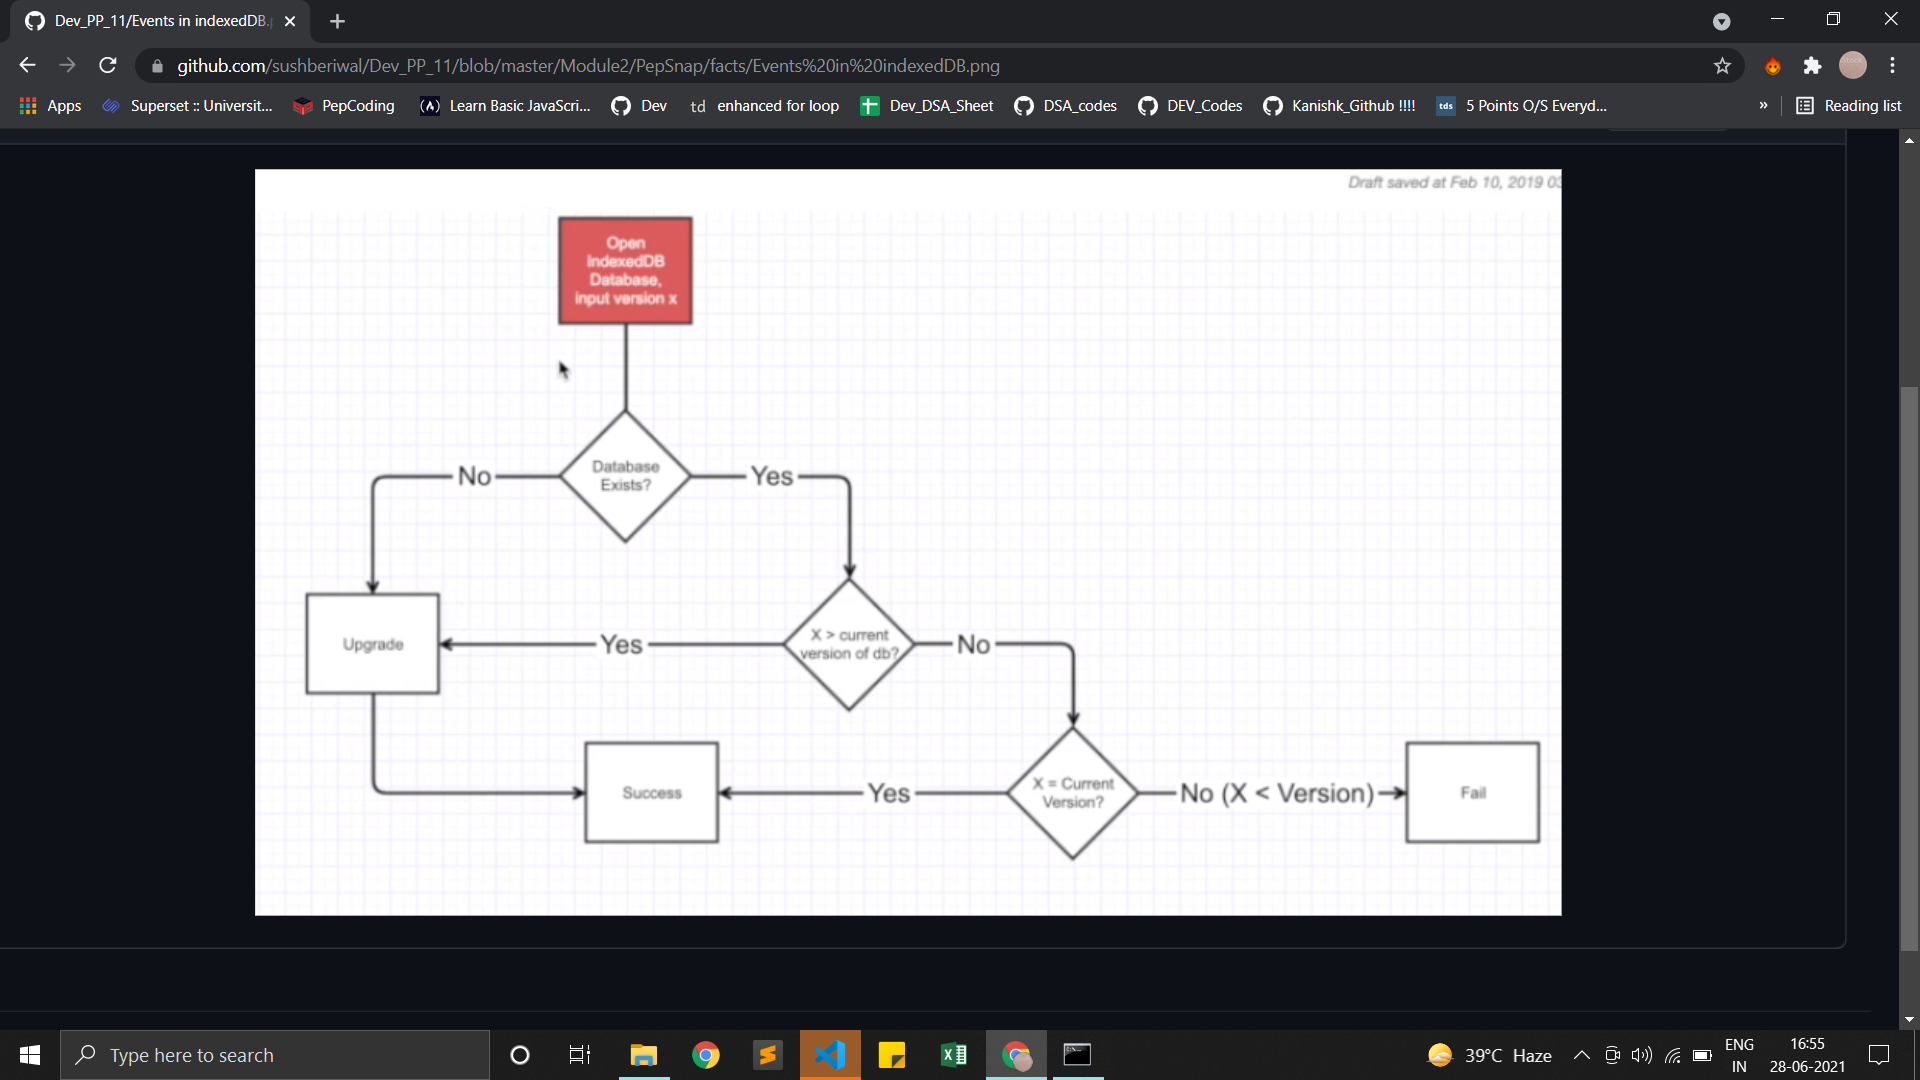 Dev_PP_11/Events in indexedDB.
github.com/sushberiwal/Dev_PP_11/blob/master/Module2/PepSnap/facts/Events%20in%20indexedDB.png
Apps Superset :: Universit... PepCoding Learn Basic JavaScri... Dev td enhanced for loop Dev_DSA_Sheet DSA_codes DEV_Codes Kanishk_Github !!!! tds 5 Points O/S Everyd... » Reading list
Draft saved at Feb 10, 2019 03
Open
IndexedDB
Database,
input version x
Database
Exists?
No
Yes
X > current
version of db?
Upgrade
Yes
No
X = Current
Version?
Success
Yes
No (X < Version)
Fail
Type here to search
39°C Haze
ENG
IN
16:55
28-06-2021